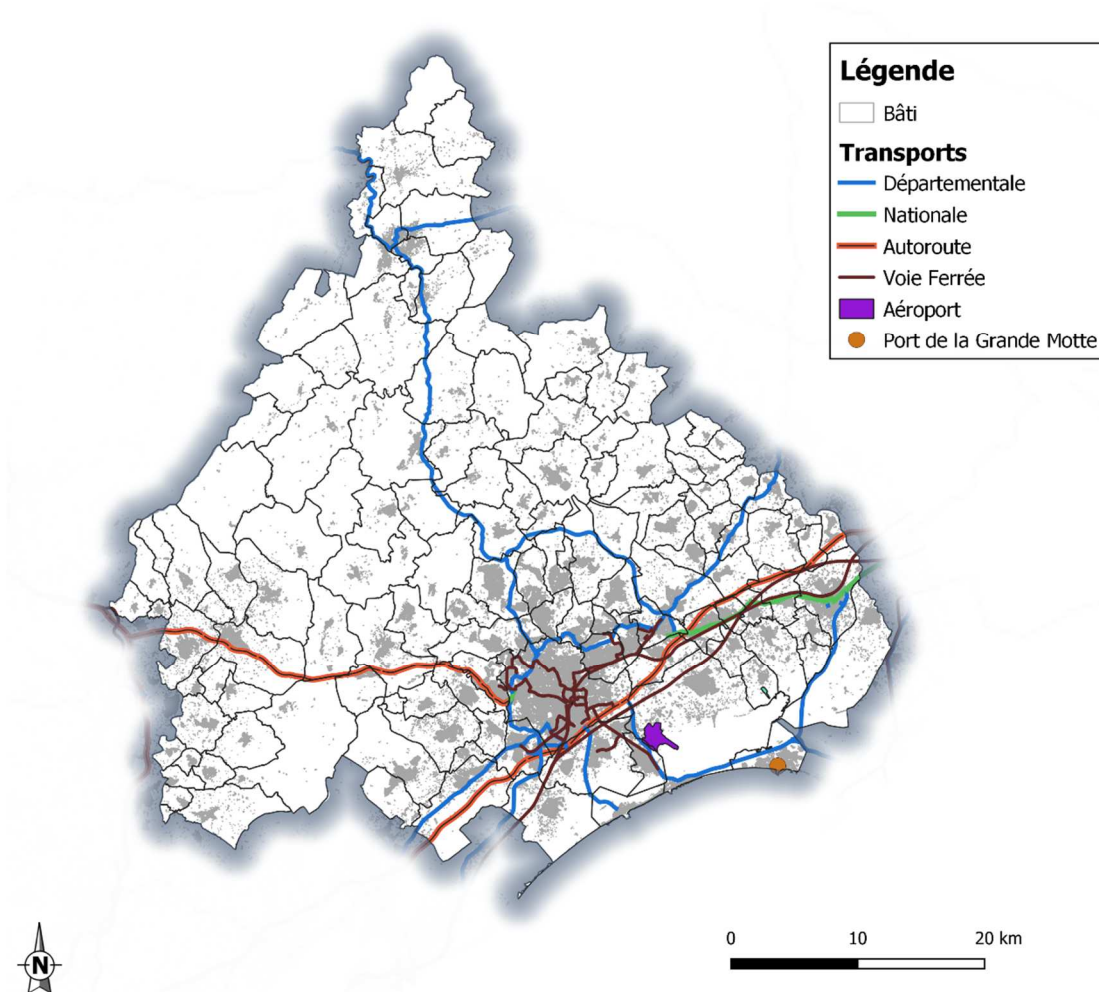 Légende
Bâti
Transports
Départementale
Nationale
Autoroute
Voie Ferrée
Aéroport
Port de la Grande Motte
N
0 10 20 km